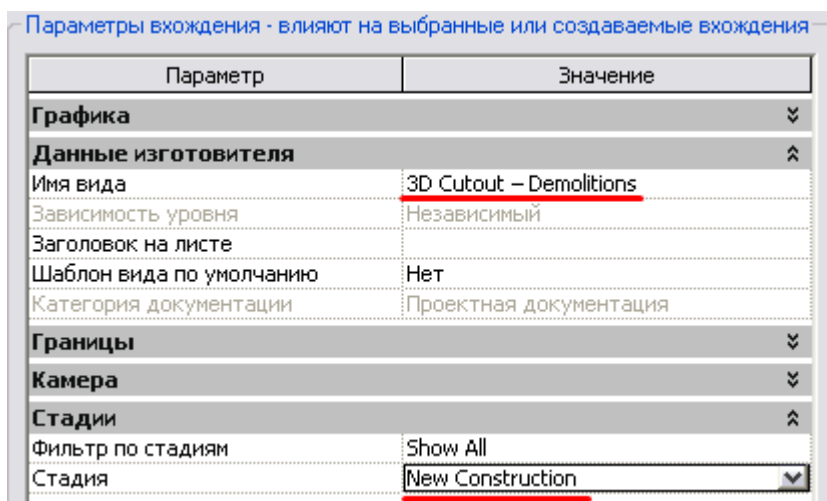 Параметры вхождения - влияют на выбранные или создаваемые вхождения
Параметр Значение
Графика
Данные изготовителя
Имя вида 3D Cutout – Demolitions
Зависимость уровня Независимый
Заголовок на листе
Шаблон вида по умолчанию Нет
Категория документации Проектная документация
Границы
Камера
Стадии
Фильтр по стадиям Show All
Стадия New Construction